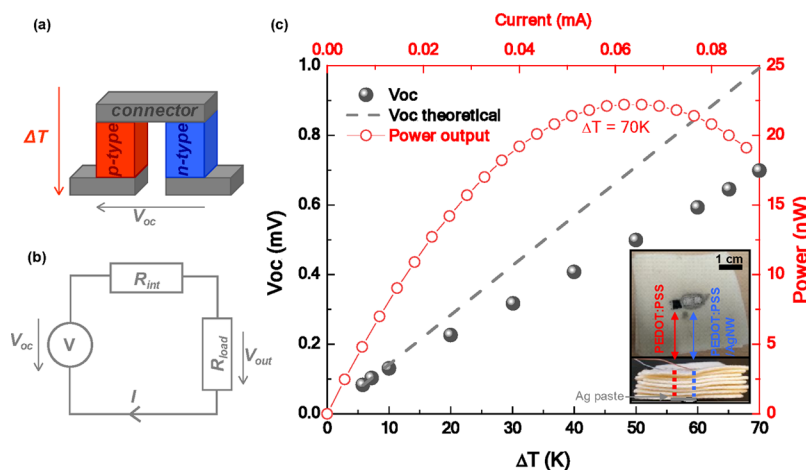 (a)
connector
ΔT
p-type
n-type
Voc
(b)
Rint
Voc
V
Rload
Vout
I
(c)
Current (mA)
0.00 0.02 0.04 0.06 0.08
1.0
0.8
0.6
0.4
0.2
0.0
Voc (mV)
Voc
Voc theoretical
Power output
ΔT = 70K
25
20
15
10
5
0
Power (nW)
1 cm
PEDOT:PSS
PEDOT:PSS
AgNW
Ag paste
0 10 20 30 40 50 60 70
ΔT (K)